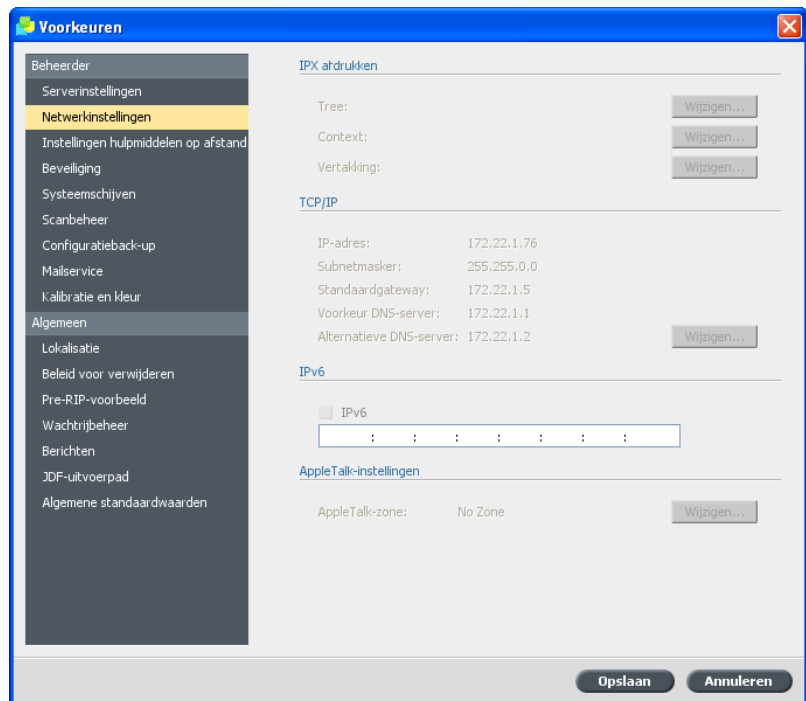 Voorkeuren
Beheerder
Serverinstellingen
Netwerkinstellingen
Instellingen hulpmiddelen op afstand
Beveiliging
Systeemschijven
Scanbeheer
Configuratieback-up
Mailservice
Kalibratie en kleur
Algemeen
Lokalisatie
Beleid voor verwijderen
Pre-RIP-voorbeeld
Wachtrijbeheer
Berichten
JDF-uitvoerpad
Algemene standaardwaarden
IPX afdrukken
Tree: Wijzigen...
Context: Wijzigen...
Vertakking: Wijzigen...
TCP/IP
IP-adres: 172.22.1.76
Subnetmasker: 255.255.0.0
Standaardgateway: 172.22.1.5
Voorkeur DNS-server: 172.22.1.1
Alternatieve DNS-server: 172.22.1.2 Wijzigen...
IPv6
IPv6
: : : : : : :
AppleTalk-instellingen
AppleTalk-zone: No Zone Wijzigen...
Opslaan Annuleren